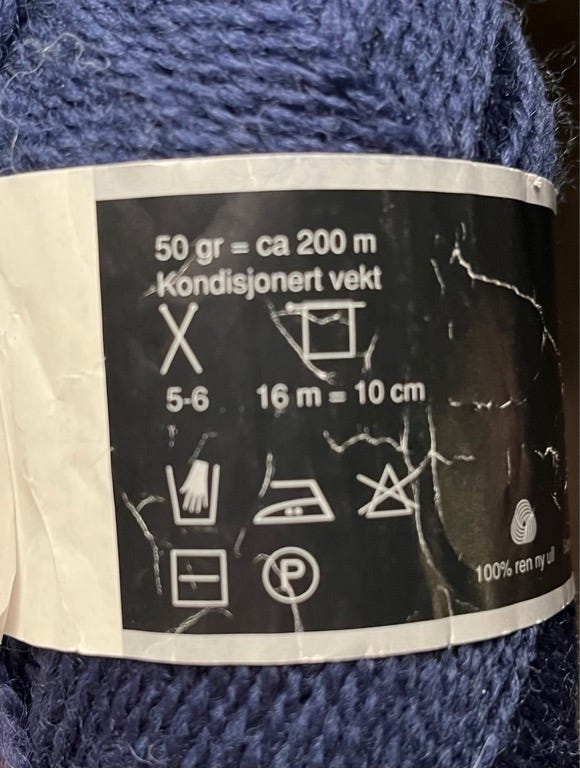 50 gr = ca 200 m
Kondisjonert vekt
5-6
16 m = 10 cm
P
100% ren ny ull